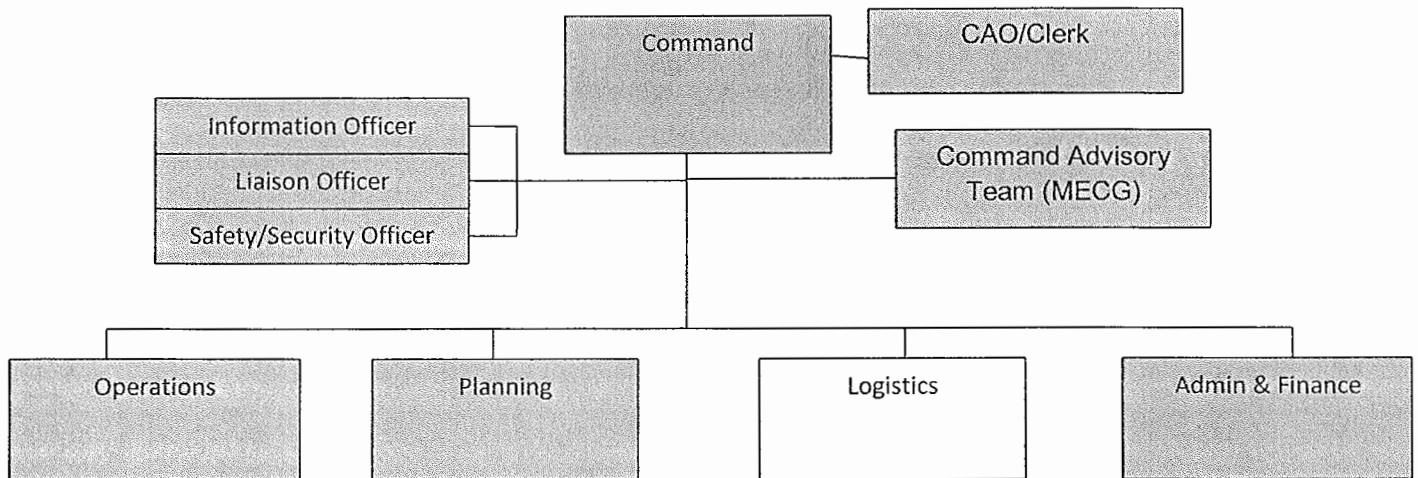 Command
CAO/Clerk
Information Officer
Liaison Officer
Safety/Security Officer
Command Advisory
Team (MECG)
Operations
Planning
Logistics
Admin & Finance